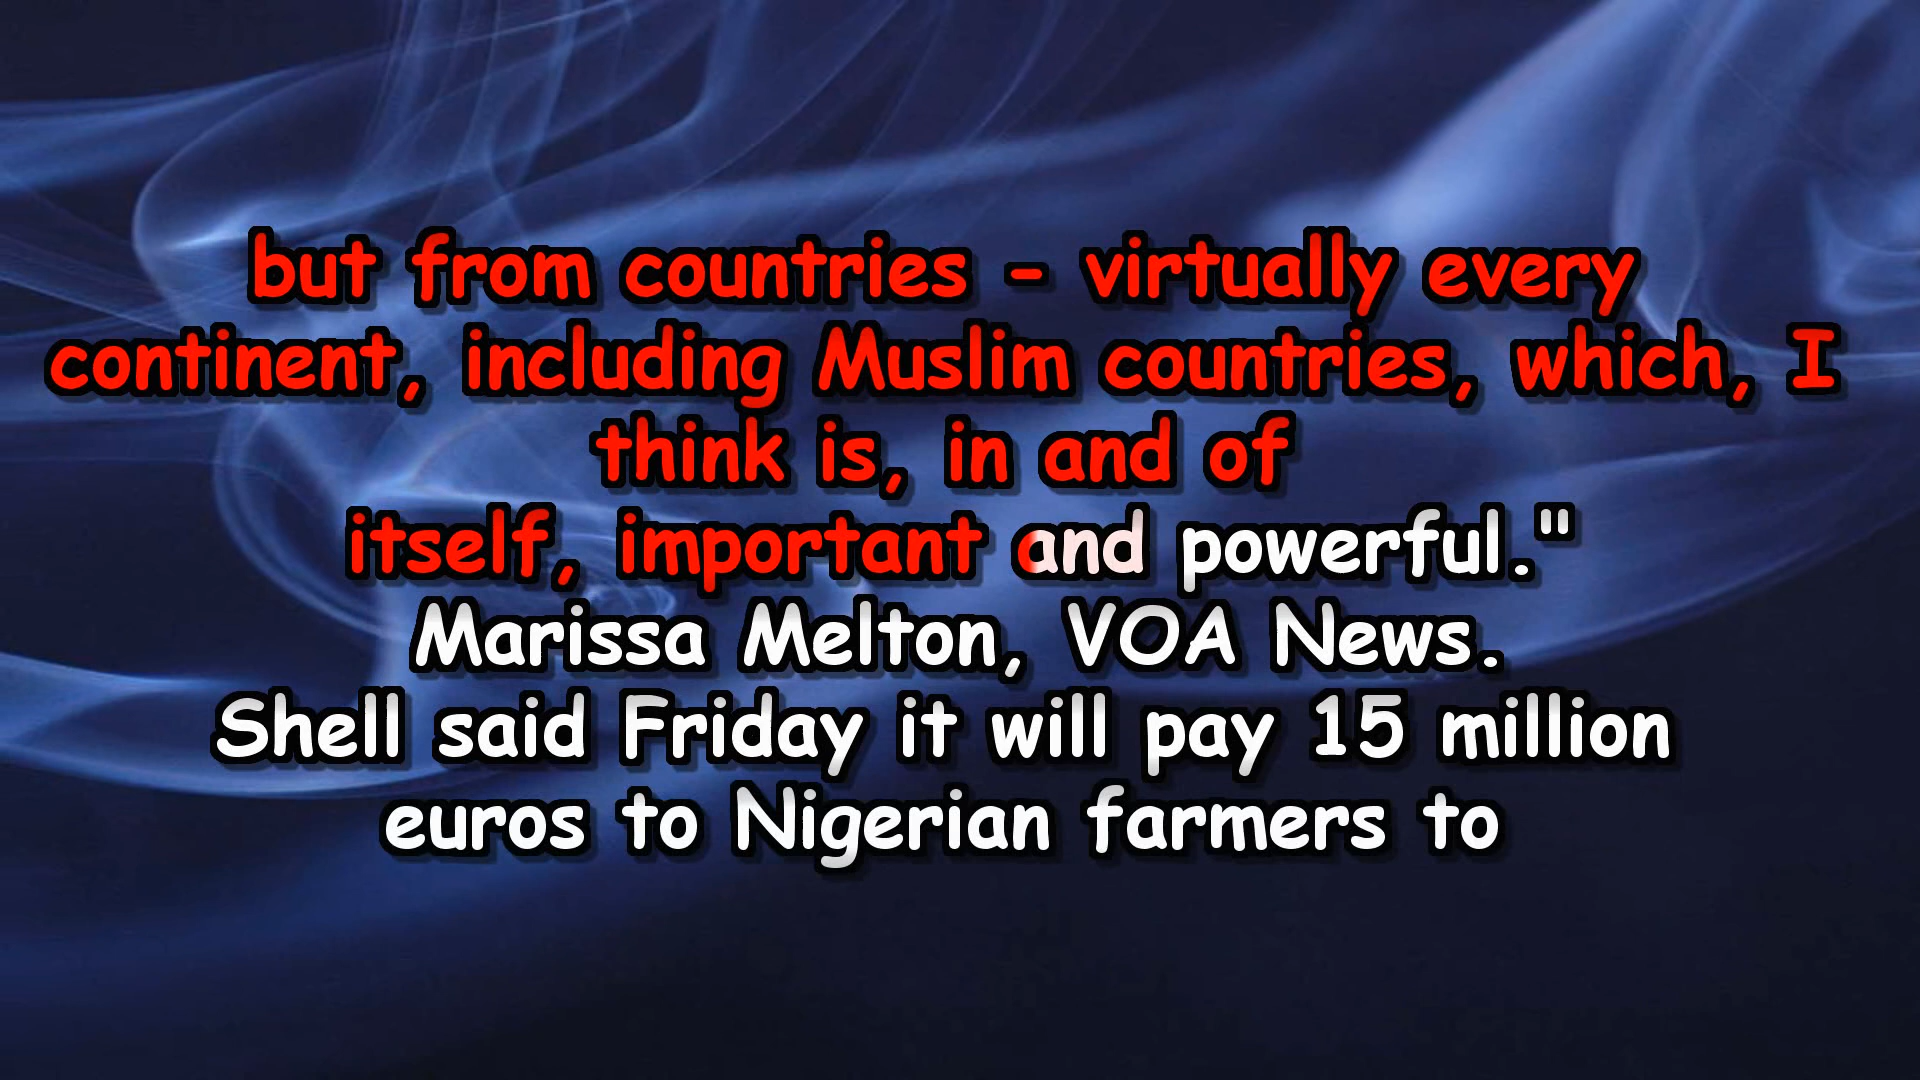 but from countries - virtually every
continent, including Muslim countries, which, I
think is, in and of
itself, important and powerful."
Marissa Melton, VOA News.
Shell said Friday it will pay 15 million
euros to Nigerian farmers to